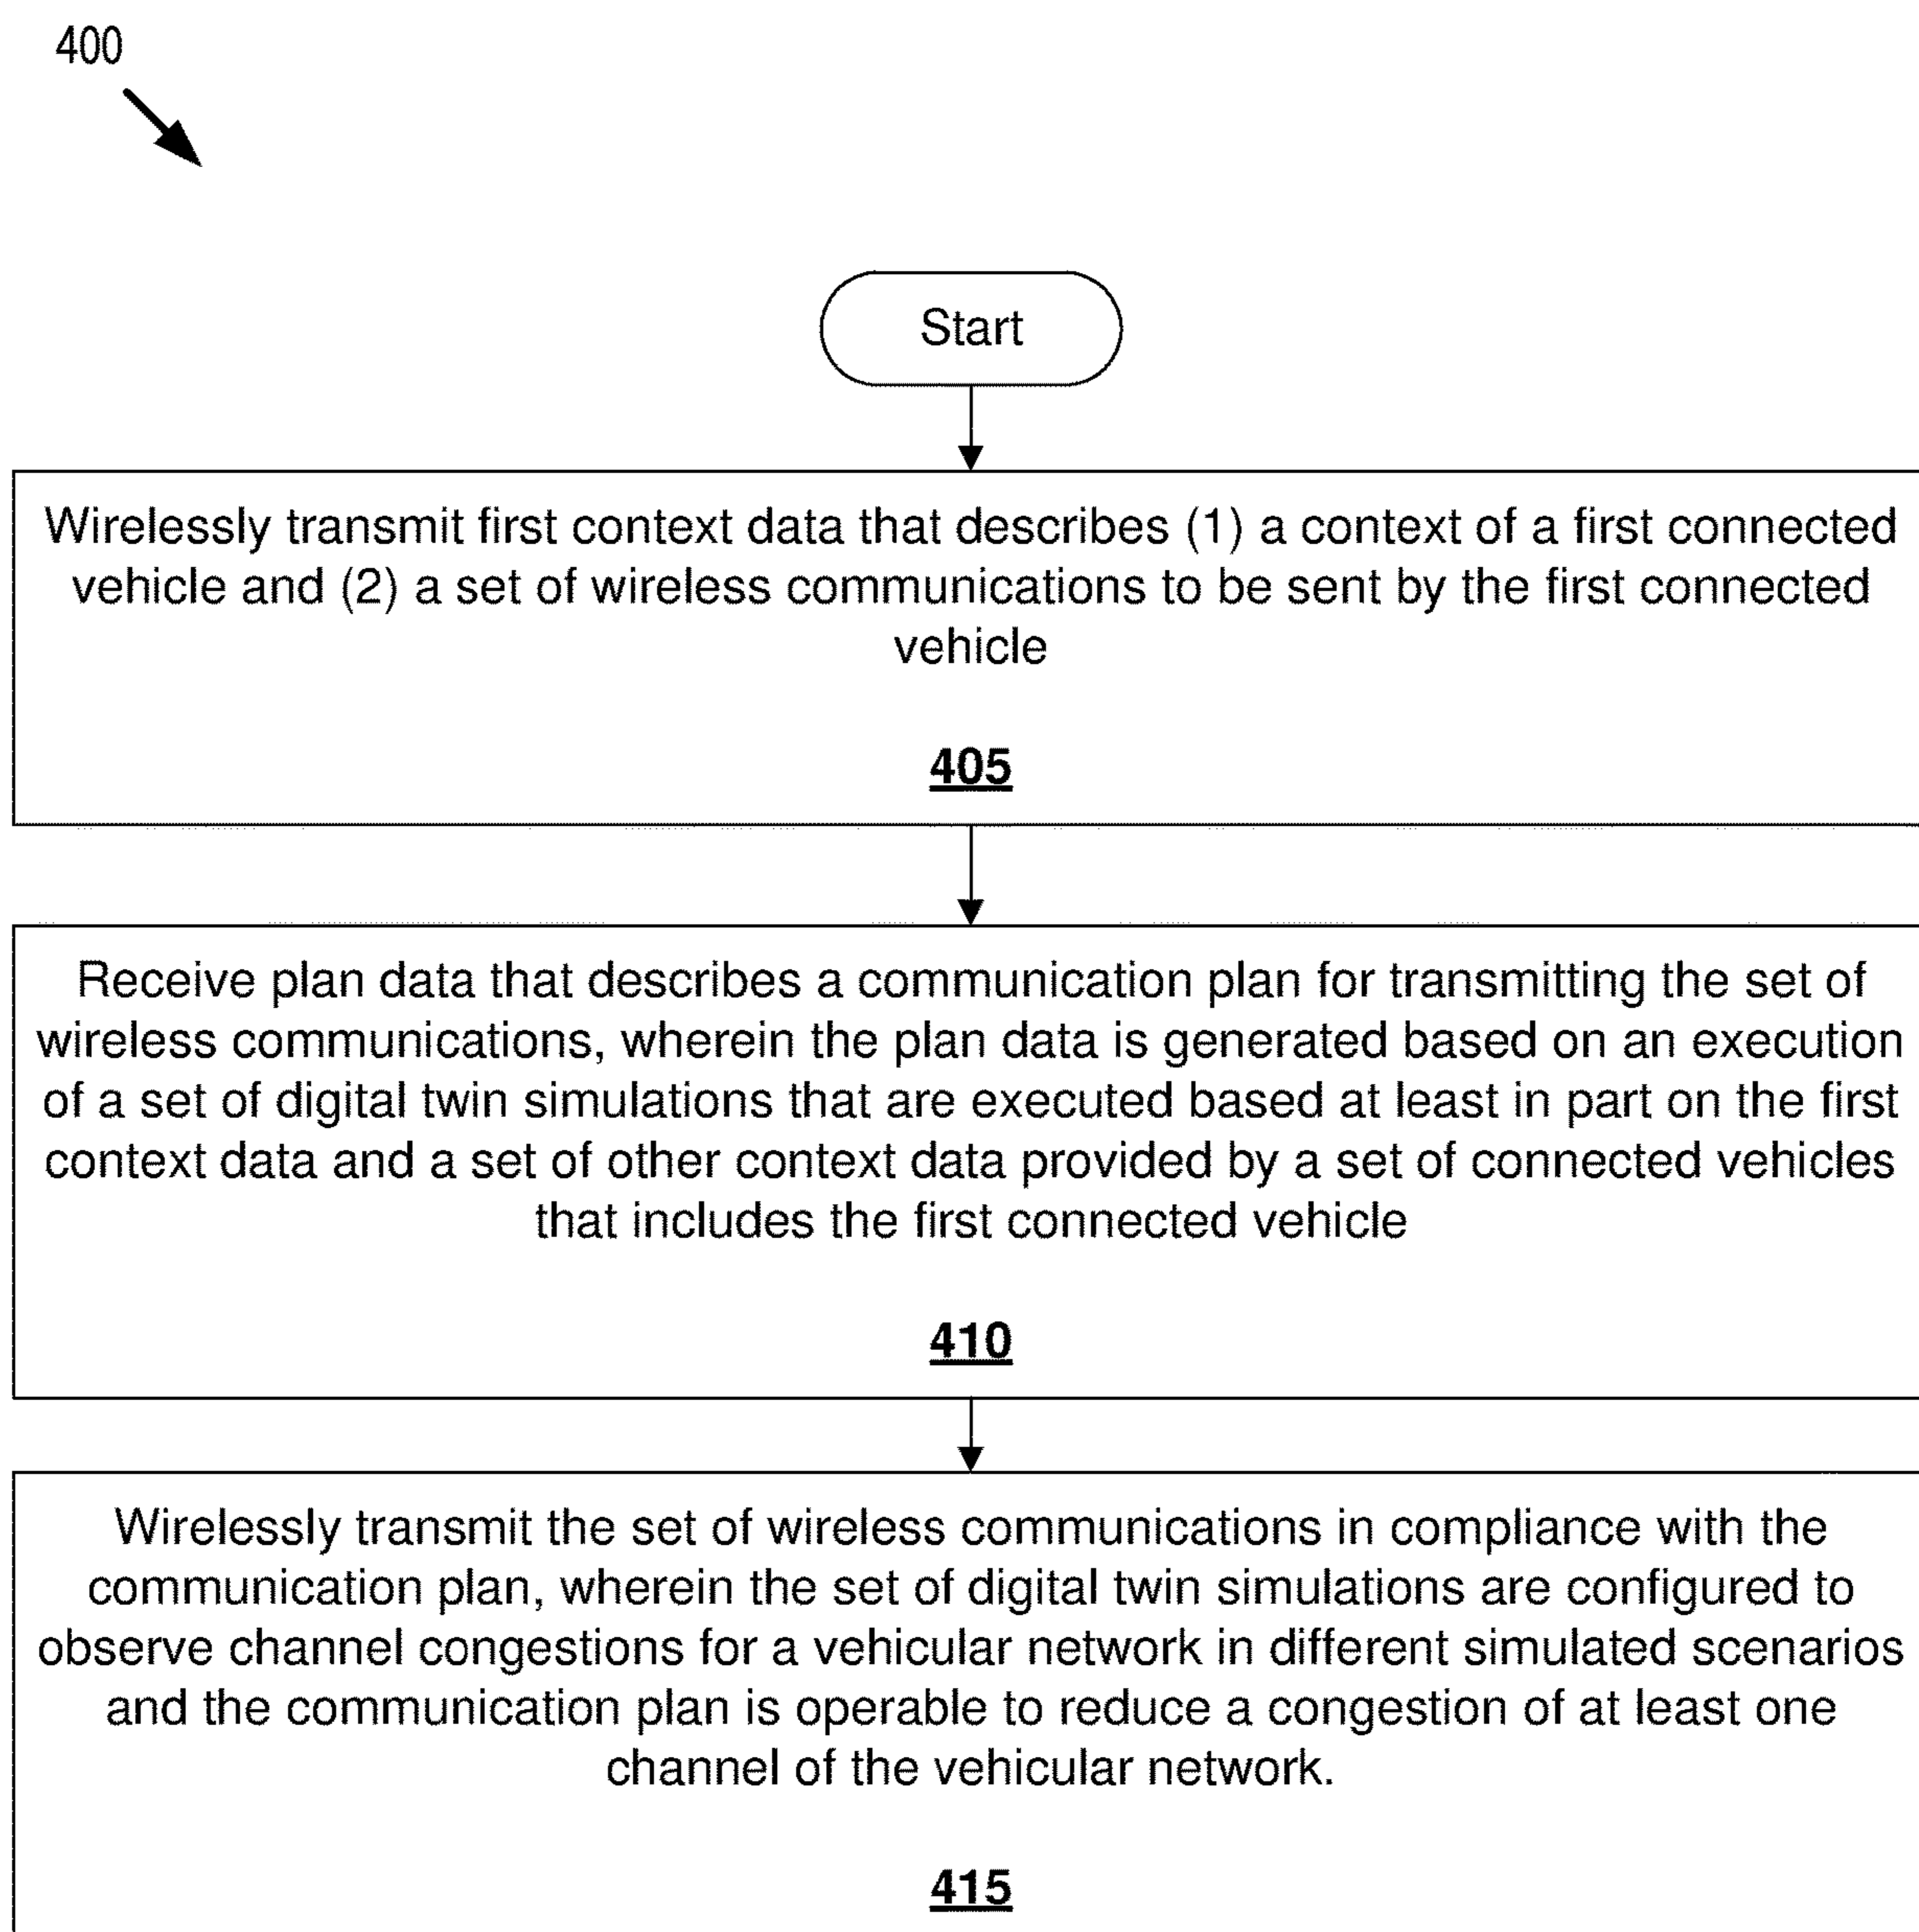 400
Start
Wirelessly transmit first context data that describes (1) a context of a first connected
vehicle and (2) a set of wireless communications to be sent by the first connected
vehicle
405
Receive plan data that describes a communication plan for transmitting the set of
wireless communications, wherein the plan data is generated based on an execution
of a set of digital twin simulations that are executed based at least in part on the first
context data and a set of other context data provided by a set of connected vehicles
that includes the first connected vehicle
410
Wirelessly transmit the set of wireless communications in compliance with the
communication plan, wherein the set of digital twin simulations are configured to
observe channel congestions for a vehicular network in different simulated scenarios
and the communication plan is operable to reduce a congestion of at least one
channel of the vehicular network.
415